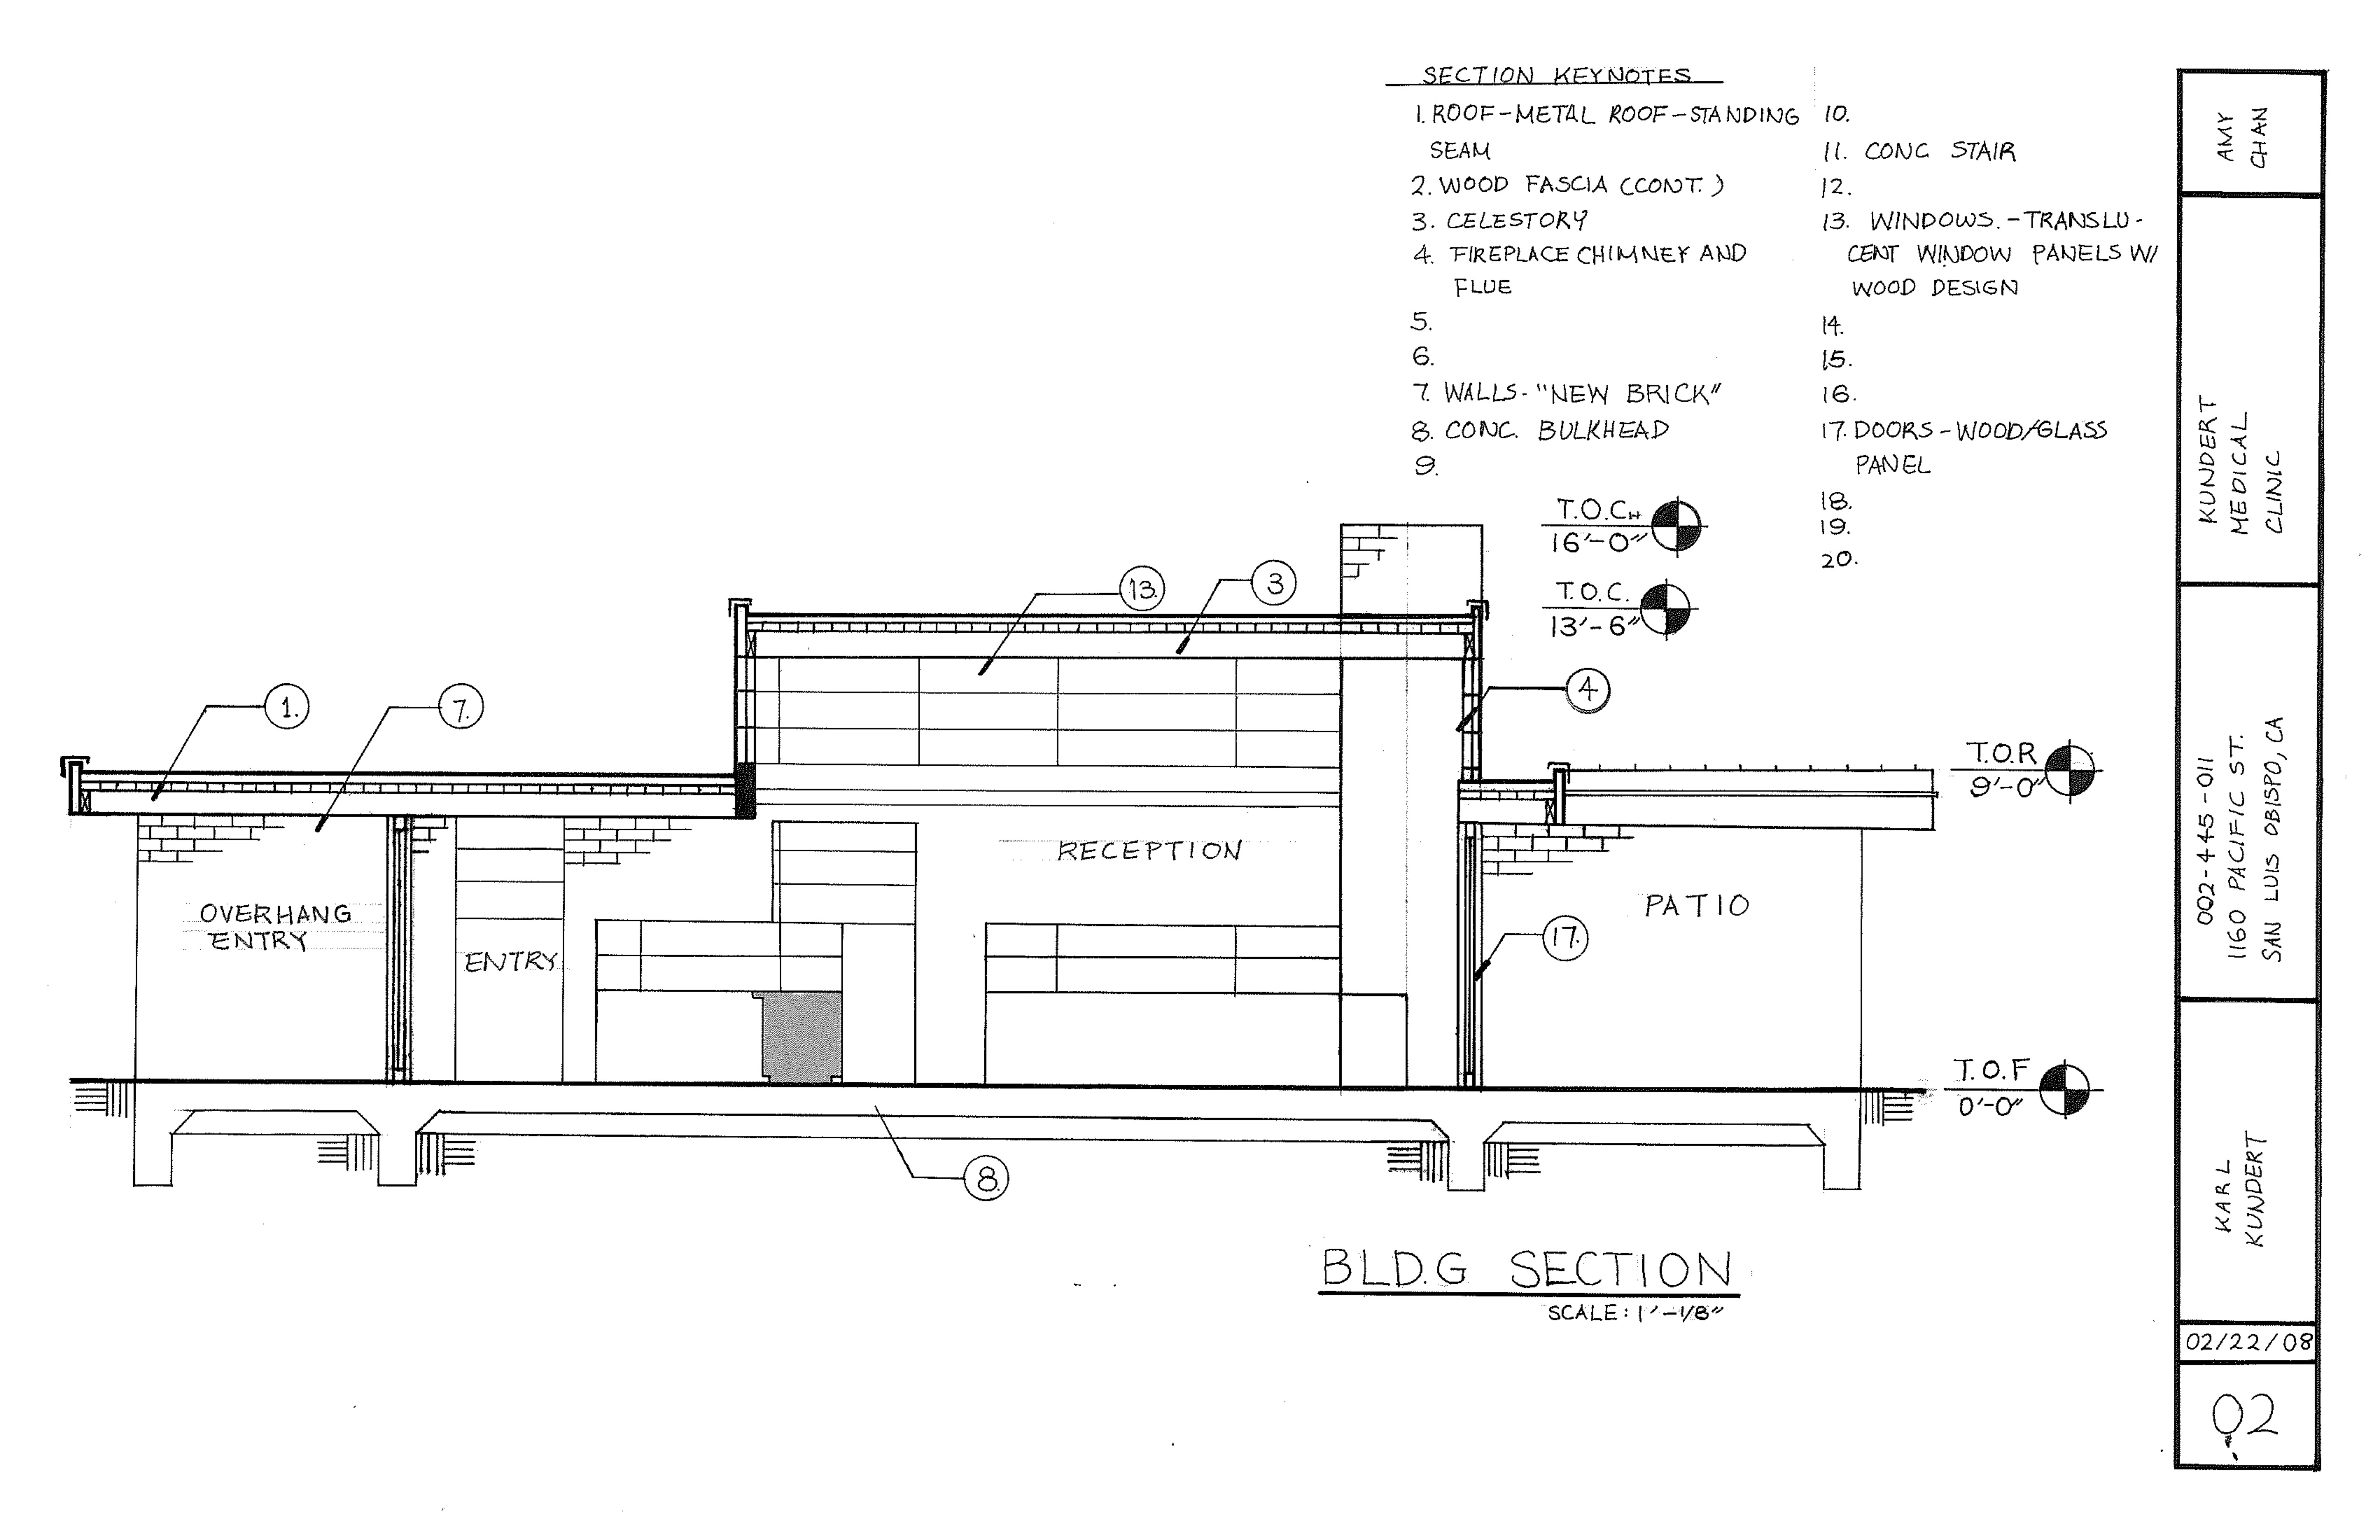 SECTION KEYNOTES
1. ROOF-METAL ROOF-STANDING
SEAM
2. WOOD FASCIA (CONT.)
3. CELESTORY
4. FIREPLACE CHIMNEY AND
FLUE
5.
6.
7. WALLS-"NEW BRICK"
8. CONC. BULKHEAD
9.
10.
11. CONC STAIR
12.
13. WINDOWS.-TRANSLU-
CENT WINDOW PANELS W/
WOOD DESIGN
14.
15.
16.
17. DOORS-WOOD/GLASS
PANEL
18.
19.
20.
T.O.CH
16'-0"
T.O.C.
13'-6"
13.
3
4
1.
7.
T.O.R
9'-0"
RECEPTION
OVERHANG
ENTRY
ENTRY
PATIO
17.
T.O.F
0'-0"
8.
BLD.G SECTION
SCALE: 1'-1/8"
AMY
CHAN
KUNDERT
MEDICAL
CLINIC
002-445-011
1160 PACIFIC ST.
SAN LUIS OBISPO, CA
KARL
KUNDERT
02/22/08
02